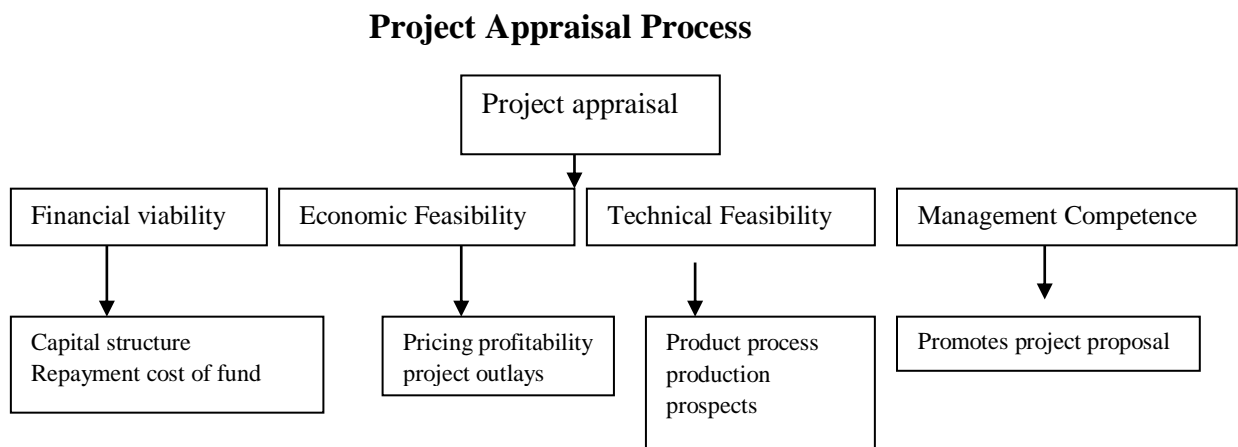 Project Appraisal Process
Project appraisal
Financial viability
Economic Feasibility
Technical Feasibility
Management Competence
Capital structure
Repayment cost of fund
Pricing profitability
project outlays
Product process
production
prospects
Promotes project proposal